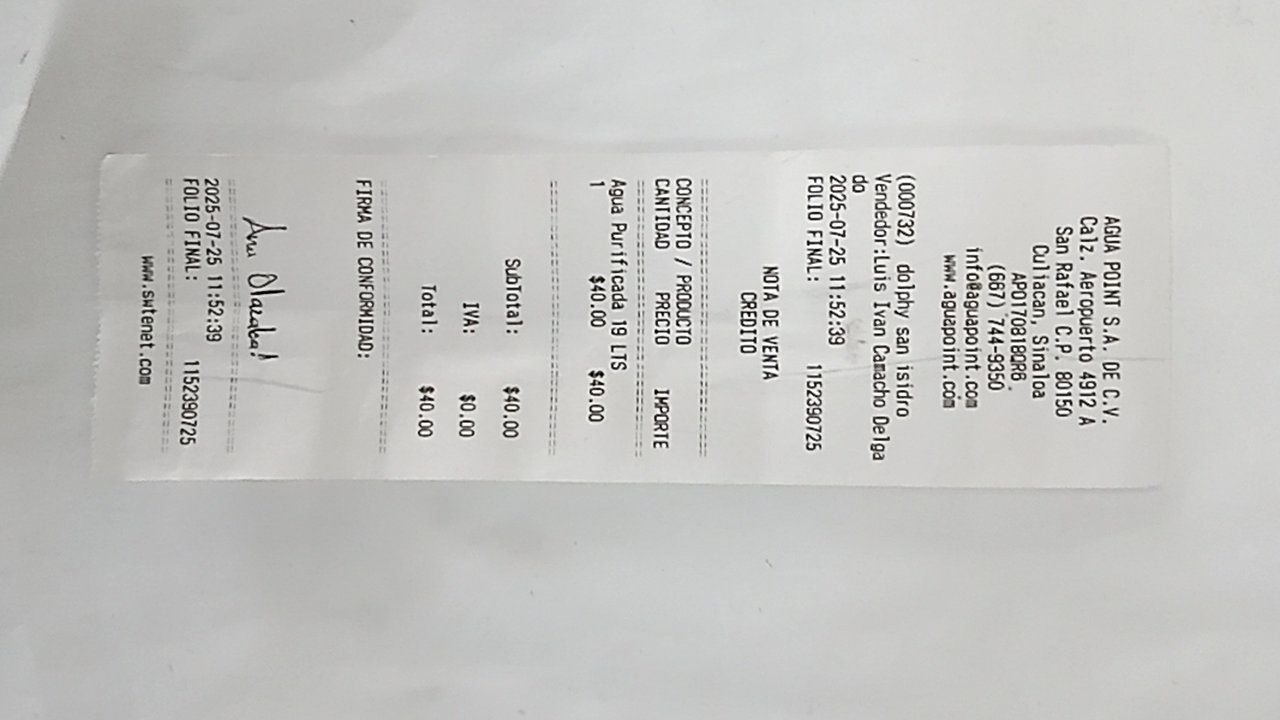 AGUA POINT S.A. DE C.V.
Calz. Aeropuerto 4912 A
San Rafael C.P. 80150
Culiacan, Sinaloa
APO170818QR6
(667) 744-9350
info@aguapoint.com
www.aguapoint.com
(000732) dolphy san isidro
Vendedor:Luis Ivan Camacho Delga
do
2025-07-25 11:52:39
FOLIO FINAL: 1152390725
NOTA DE VENTA
CREDITO
CONCEPTO / PRODUCTO
CANTIDAD PRECIO IMPORTE
Agua Purificada 19 LTS
1 $40.00 $40.00
SubTotal: $40.00
IVA: $0.00
Total: $40.00
FIRMA DE CONFORMIDAD:
2025-07-25 11:52:39
FOLIO FINAL: 1152390725
www.swtenet.com